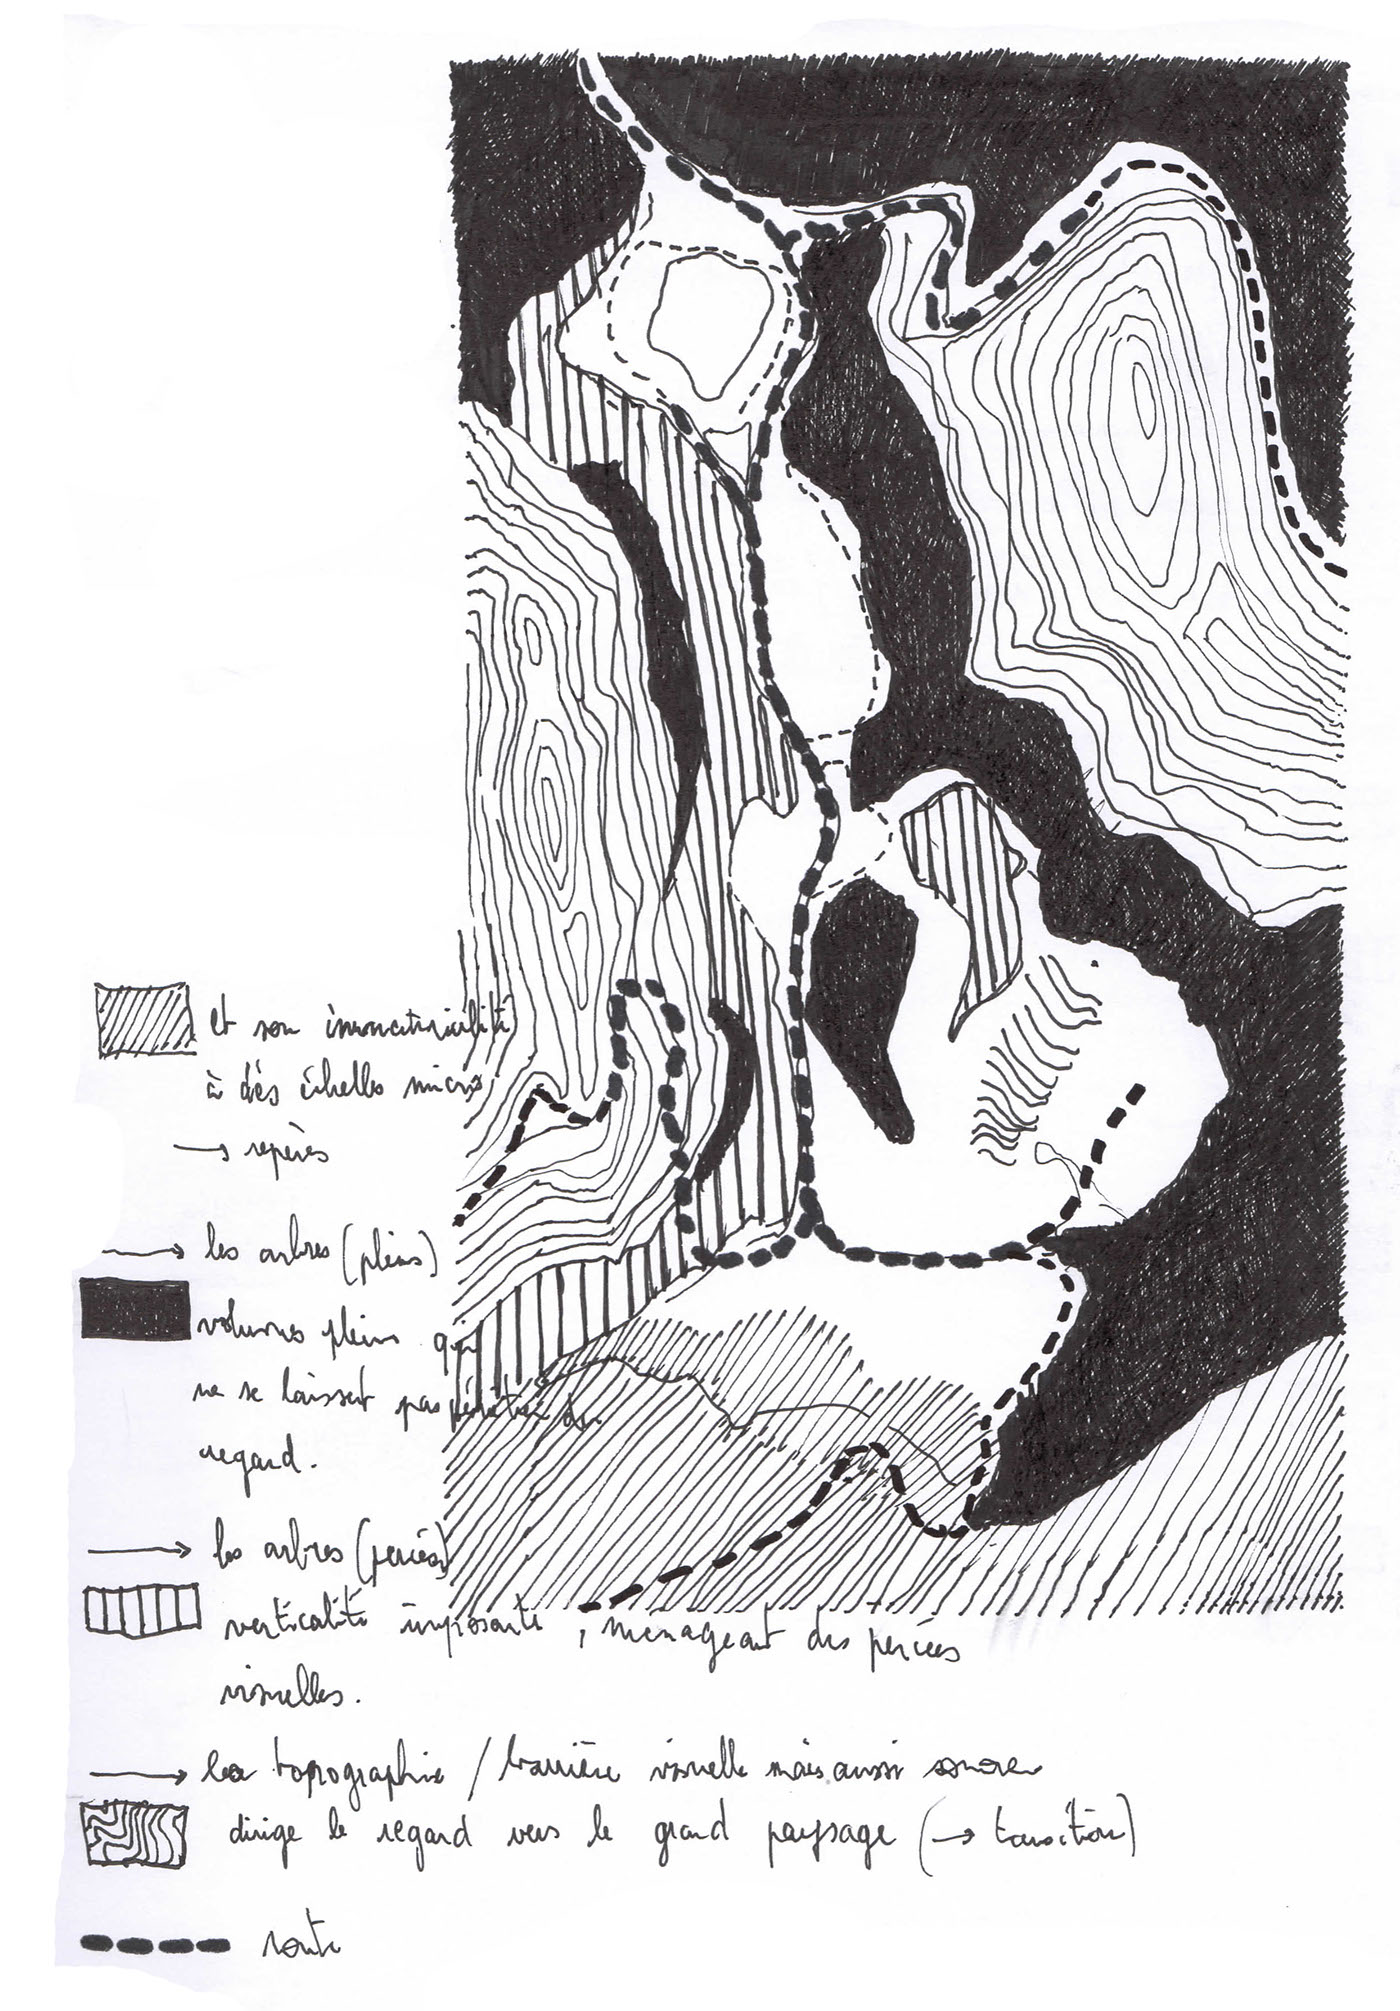 et son immatérialité
à des échelles micro
→ repères
→ les arbres (pleins)
volumes pleins qui
ne se laissent pas pénétrer du
regard.
→ les arbres (percés)
verticalité imposante, ménageant des percées
visuelles.
→ la topographie / barrière visuelle mais aussi sonore
dirige le regard vers le grand paysage (→ transition)
route